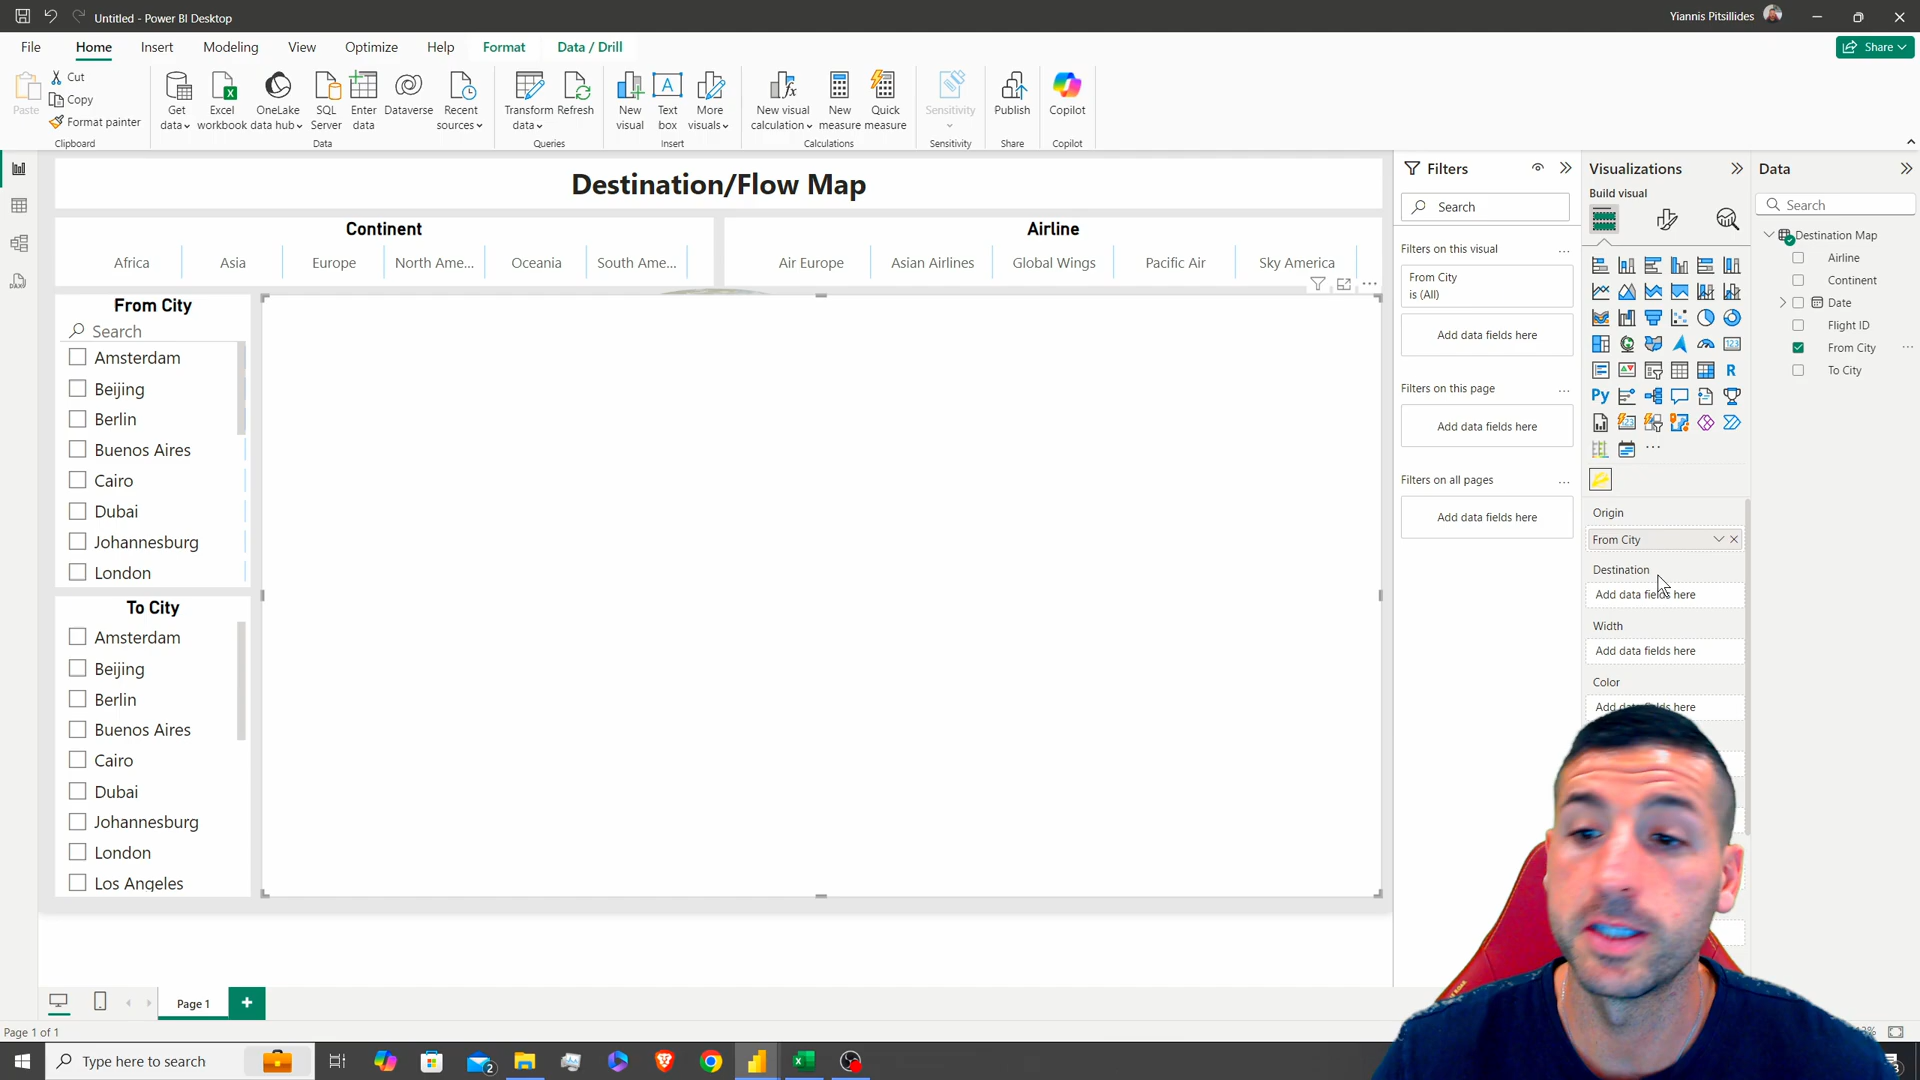 Untitled - Power BI Desktop
Yiannis Pitsillides
File Home Insert Modeling View Optimize Help Format Data / Drill
Share
Paste
Cut
Copy
Format painter
Clipboard
Get data
Excel workbook
OneLake data hub
SQL Server
Enter data
Dataverse
Recent sources
Data
Transform data
Refresh
Queries
New visual
Text box
More visuals
Insert
New visual calculation
New measure
Quick measure
Calculations
Sensitivity
Sensitivity
Publish
Share
Copilot
Copilot
Destination/Flow Map
Continent
Africa Asia Europe North Ame... Oceania South Ame...
Airline
Air Europe Asian Airlines Global Wings Pacific Air Sky America
From City
Search
Amsterdam
Beijing
Berlin
Buenos Aires
Cairo
Dubai
Johannesburg
London
To City
Amsterdam
Beijing
Berlin
Buenos Aires
Cairo
Dubai
Johannesburg
London
Los Angeles
Filters
Search
Filters on this visual
From City
is (All)
Add data fields here
Filters on this page
Add data fields here
Filters on all pages
Add data fields here
Visualizations
Build visual
R
Py
123
Origin
From City
Destination
Add data fields here
Width
Add data fields here
Color
Add data fields here
Data
Search
Destination Map
Airline
Continent
Date
Flight ID
From City
To City
Page 1
Page 1 of 1
Type here to search
2